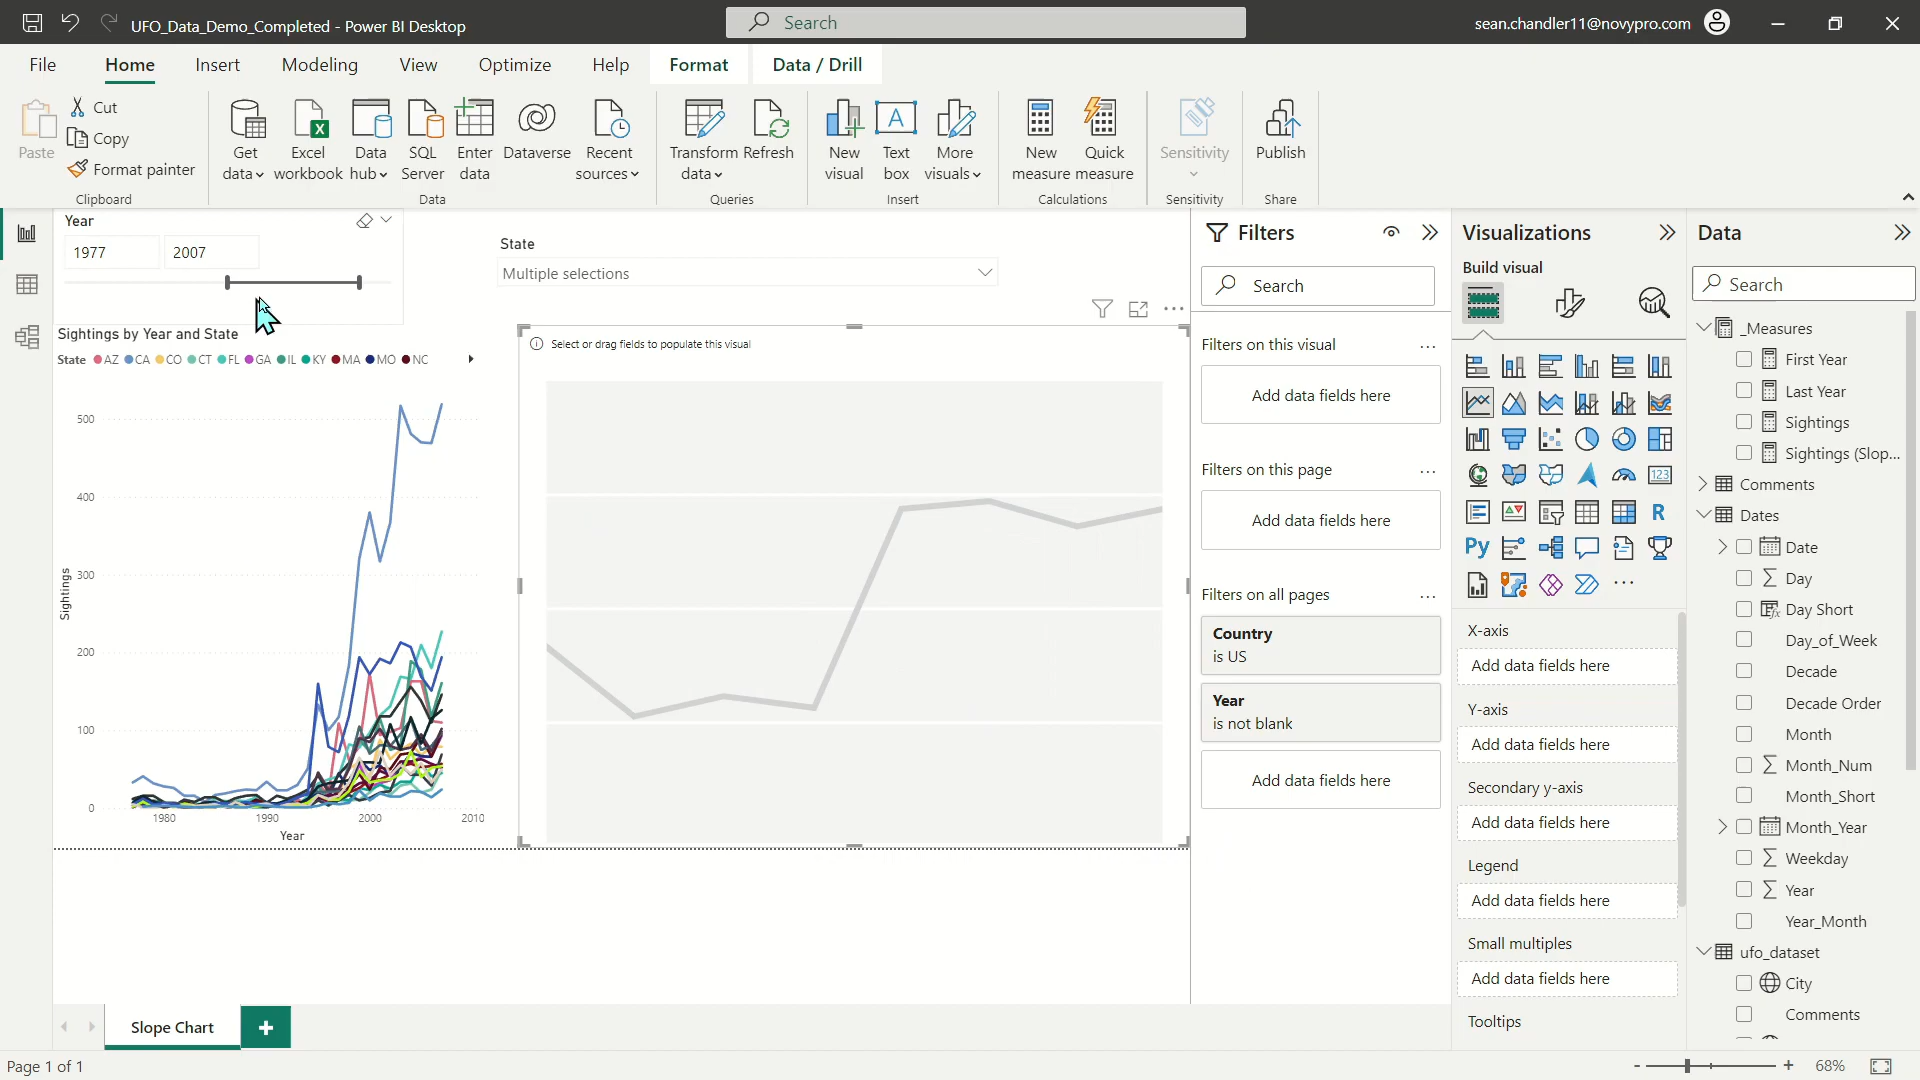 UFO_Data_Demo_Completed - Power BI Desktop
Search
sean.chandler11@novypro.com
File
Home
Insert
Modeling
View
Optimize
Help
Format
Data / Drill
Paste
Cut
Copy
Format painter
Clipboard
Get
data
Excel
workbook
Data
hub
SQL
Server
Enter
data
Dataverse
Recent
sources
Data
Transform
data
Refresh
Queries
New
visual
A
Text
box
More
visuals
Insert
New
measure
Quick
measure
Calculations
Sensitivity
Sensitivity
Publish
Share
Year
1977
2007
State
Multiple selections
Sightings by Year and State
State AZ CA CO CT FL GA IL KY MA MO NC
500
400
300
200
100
0
Sightings
1980
1990
2000
2010
Year
Select or drag fields to populate this visual
Filters
Search
Filters on this visual ...
Add data fields here
Filters on this page ...
Add data fields here
Filters on all pages ...
Country
is US
Year
is not blank
Add data fields here
Visualizations
Build visual
123
R
Py
...
X-axis
Add data fields here
Y-axis
Add data fields here
Secondary y-axis
Add data fields here
Legend
Add data fields here
Small multiples
Add data fields here
Tooltips
Data
Search
_Measures
First Year
Last Year
Sightings
Sightings (Slop...
Comments
Dates
Date
Day
Day Short
Day_of_Week
Decade
Decade Order
Month
Month_Num
Month_Short
Month_Year
Weekday
Year
Year_Month
ufo_dataset
City
Comments
Slope Chart
+
Page 1 of 1
- + 68%